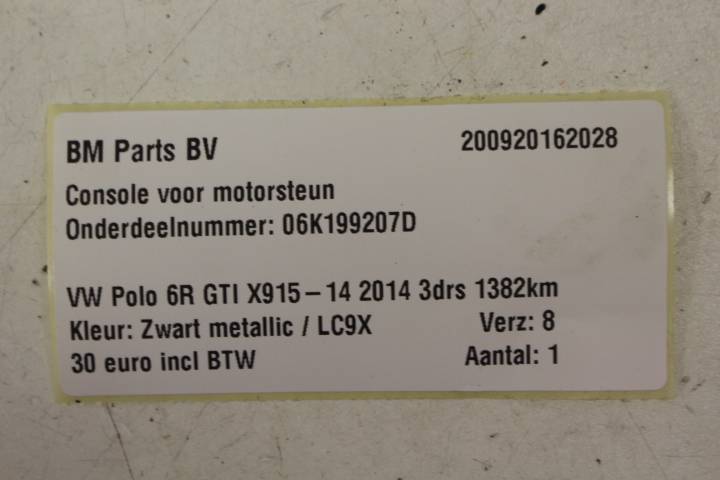 BM Parts BV 200920162028
Console voor motorsteun
Onderdeelnummer: 06K199207D
VW Polo 6R GTI X915-14 2014 3drs 1382km
Kleur: Zwart metallic / LC9X Verz: 8
30 euro incl BTW Aantal: 1